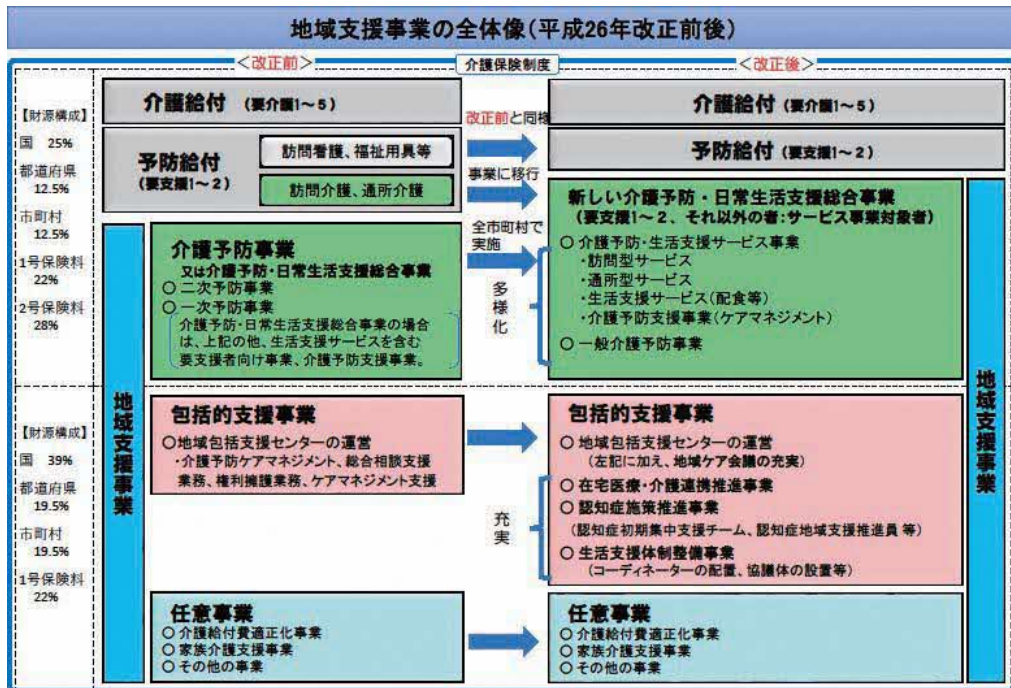 地域支援事業の全体像(平成26年改正前後)
介護保険制度
<改正前>
<改正後>
【財源構成】
国 25%
都道府県
12.5%
市町村
12.5%
1号保険料
22%
2号保険料
28%
【財源構成】
国 39%
都道府県
19.5%
市町村
19.5%
1号保険料
22%
介護給付 (要介護1~5)
予防給付
(要支援1~2)
訪問看護、福祉用具等
訪問介護、通所介護
地域支援事業
介護予防事業
又は介護予防・日常生活支援総合事業
○ 二次予防事業
○ 一次予防事業
介護予防・日常生活支援総合事業の場合
は、上記の他、生活支援サービスを含む
要支援者向け事業、介護予防支援事業。
包括的支援事業
○地域包括支援センターの運営
・介護予防ケアマネジメント、総合相談支援
業務、権利擁護業務、ケアマネジメント支援
任意事業
○ 介護給付費適正化事業
○ 家族介護支援事業
○ その他の事業
改正前と同様
事業に移行
全市町村で
実施
多様化
充実
介護給付 (要介護1~5)
予防給付 (要支援1~2)
新しい介護予防・日常生活支援総合事業
(要支援1~2、それ以外の者:サービス事業対象者)
○ 介護予防・生活支援サービス事業
・訪問型サービス
・通所型サービス
・生活支援サービス(配食等)
・介護予防支援事業(ケアマネジメント)
○ 一般介護予防事業
包括的支援事業
○ 地域包括支援センターの運営
(左記に加え、地域ケア会議の充実)
○ 在宅医療・介護連携推進事業
○ 認知症施策推進事業
(認知症初期集中支援チーム、認知症地域支援推進員 等)
○ 生活支援体制整備事業
(コーディネーターの配置、協議体の設置等)
任意事業
○ 介護給付費適正化事業
○ 家族介護支援事業
○ その他の事業
地域支援事業